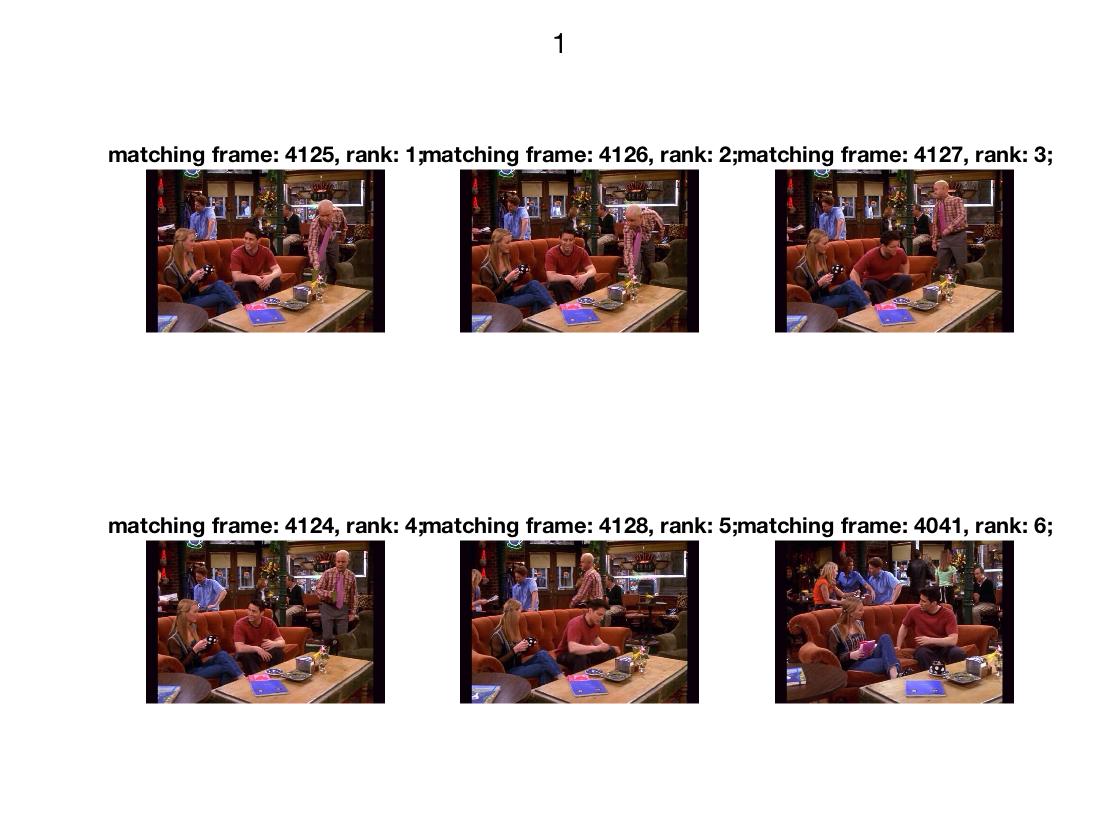 1
matching frame: 4125, rank: 1;matching frame: 4126, rank: 2;matching frame: 4127, rank: 3;
matching frame: 4124, rank: 4;matching frame: 4128, rank: 5;matching frame: 4041, rank: 6;